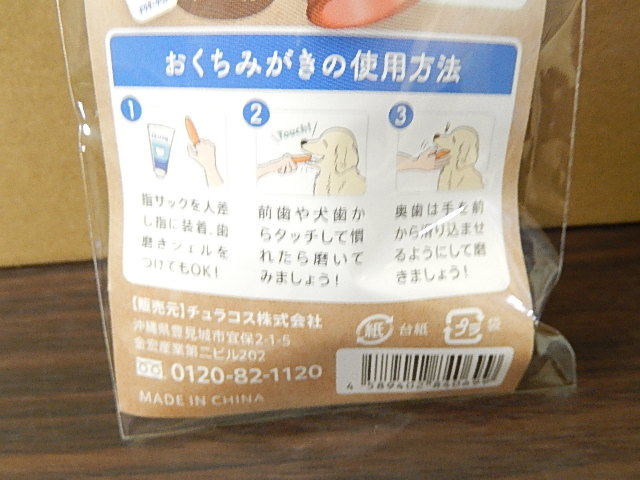 おくちみがきの使用方法
1
2
3
Touch!
指サックを人差
し指に装着。歯
磨きジェルを
つけてもOK!
前歯や犬歯か
らタッチして慣
れたら磨いて
みましょう!
奥歯は手を前
から滑り込ませ
るようにして磨
きましょう!
【販売元】チュラコス株式会社
沖縄県豊見城市宜保2-1-5
金宏産業第二ビル202
0120-82-1120
MADE IN CHINA
紙 台紙
プラ 袋